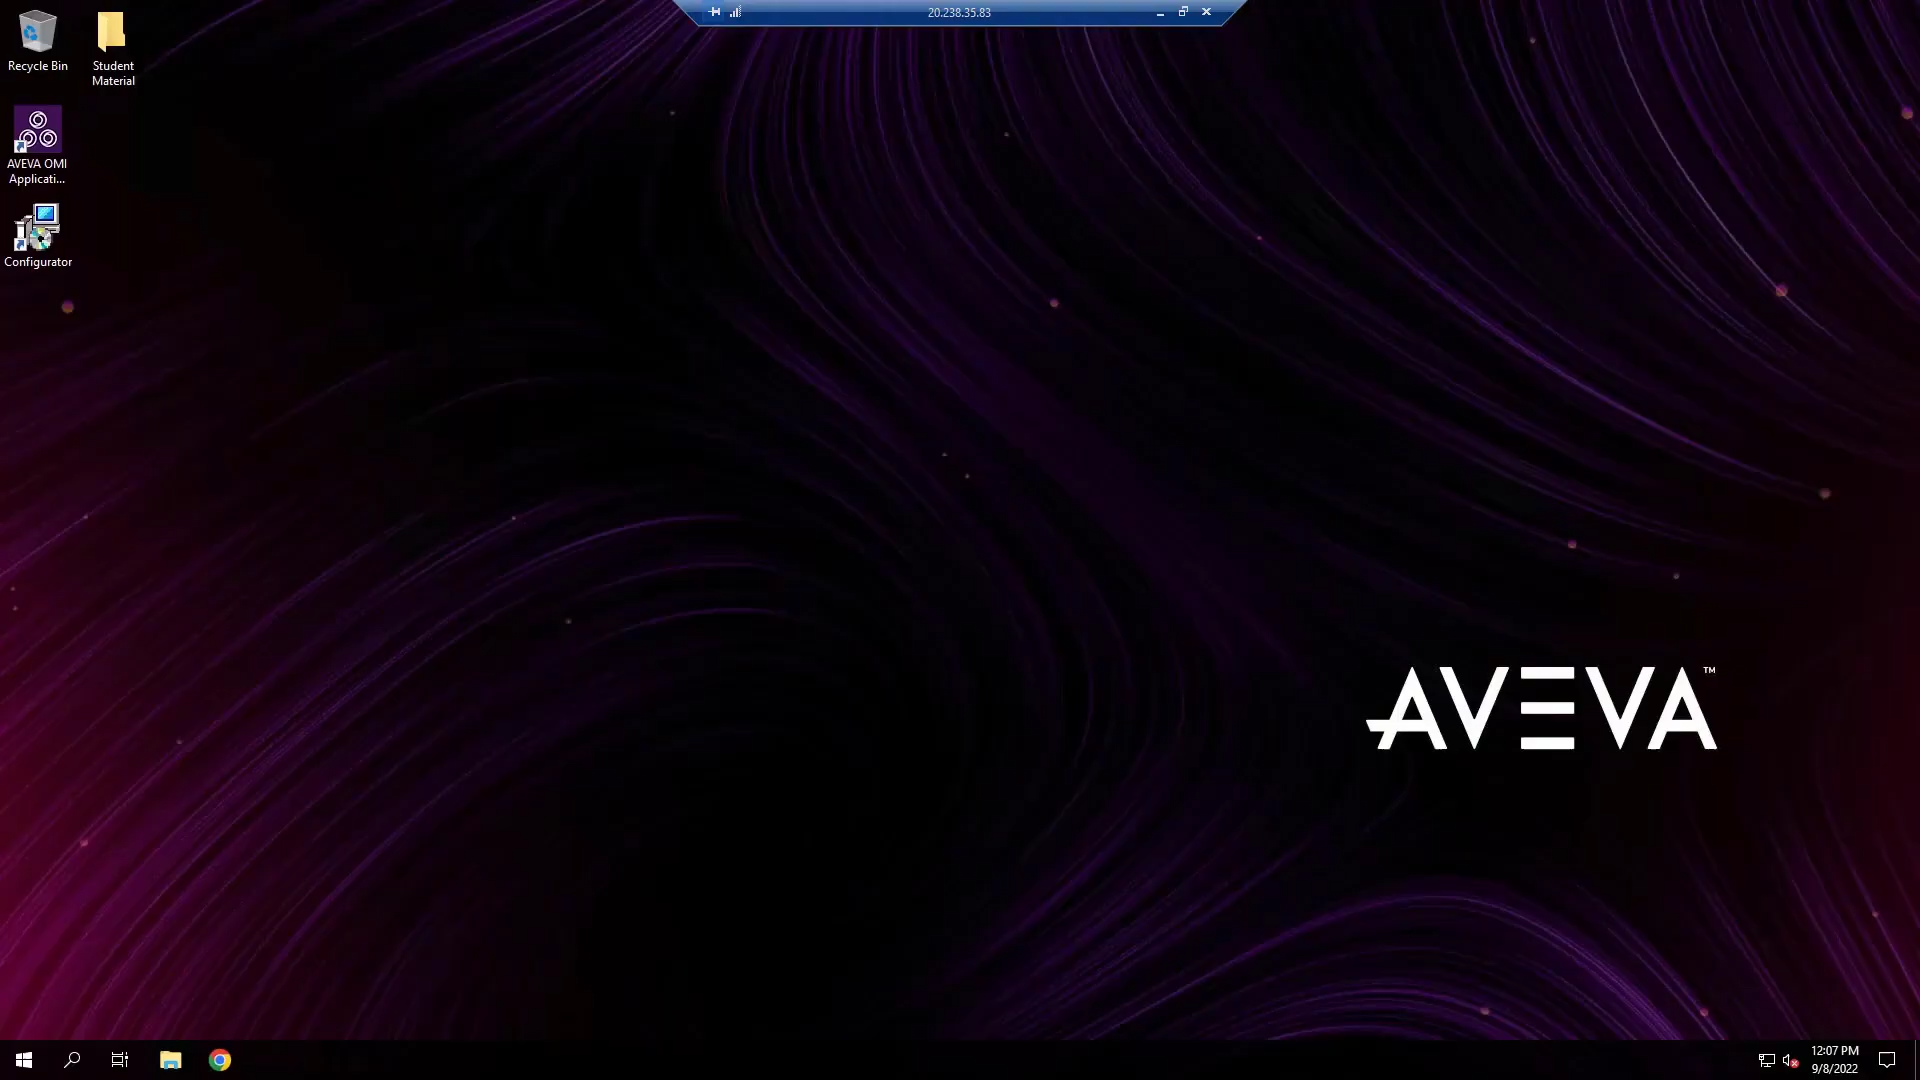 20.238.35.83
Recycle Bin
Student
Material
AVEVA OMI
Applicati...
Configurator
AVEVA™
12:07 PM
9/8/2022